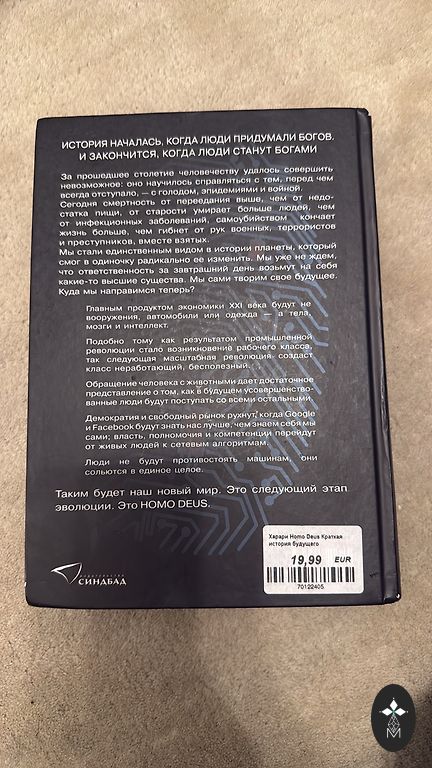 ИСТОРИЯ НАЧАЛАСЬ, КОГДА ЛЮДИ ПРИДУМАЛИ БОГОВ.
И ЗАКОНЧИТСЯ, КОГДА ЛЮДИ СТАНУТ БОГАМИ
За прошедшее столетие человечеству удалось совершить
невозможное: оно научилось справляться с тем, перед чем
всегда отступало, — с голодом, эпидемиями и войной.
Сегодня смертность от переедания выше, чем от недо-
статка пищи, от старости умирает больше людей, чем
от инфекционных заболеваний, самоубийством кончает
жизнь больше, чем гибнет от рук военных, террористов
и преступников, вместе взятых.
Мы стали единственным видом в истории планеты, который
смог в одиночку радикально ее изменить. Мы уже не ждем,
что ответственность за завтрашний день возьмут на себя
какие-то высшие существа. Мы сами творим свое будущее.
Куда мы направимся теперь?
Главным продуктом экономики XXI века будут не
вооружения, автомобили или одежда — а тела,
мозги и интеллект.
Подобно тому как результатом промышленной
революции стало возникновение рабочего класса,
так следующая масштабная революция создаст
класс неработающий, бесполезный.
Обращение человека с животными дает достаточное
представление о том, как в будущем усовершенство-
ванные люди будут поступать со всеми остальными.
Демократия и свободный рынок рухнут, когда Google
и Facebook будут знать нас лучше, чем знаем себя мы
сами; власть, полномочия и компетенции перейдут
от живых людей к сетевым алгоритмам.
Люди не будут противостоять машинам, они
сольются в единое целое.
Таким будет наш новый мир. Это следующий этап
эволюции. Это HOMO DEUS.
Харари Homo Deus Краткая
история будущего
19,99 EUR
70122405
ИЗДАТЕЛЬСТВО
СИНДБАД
M